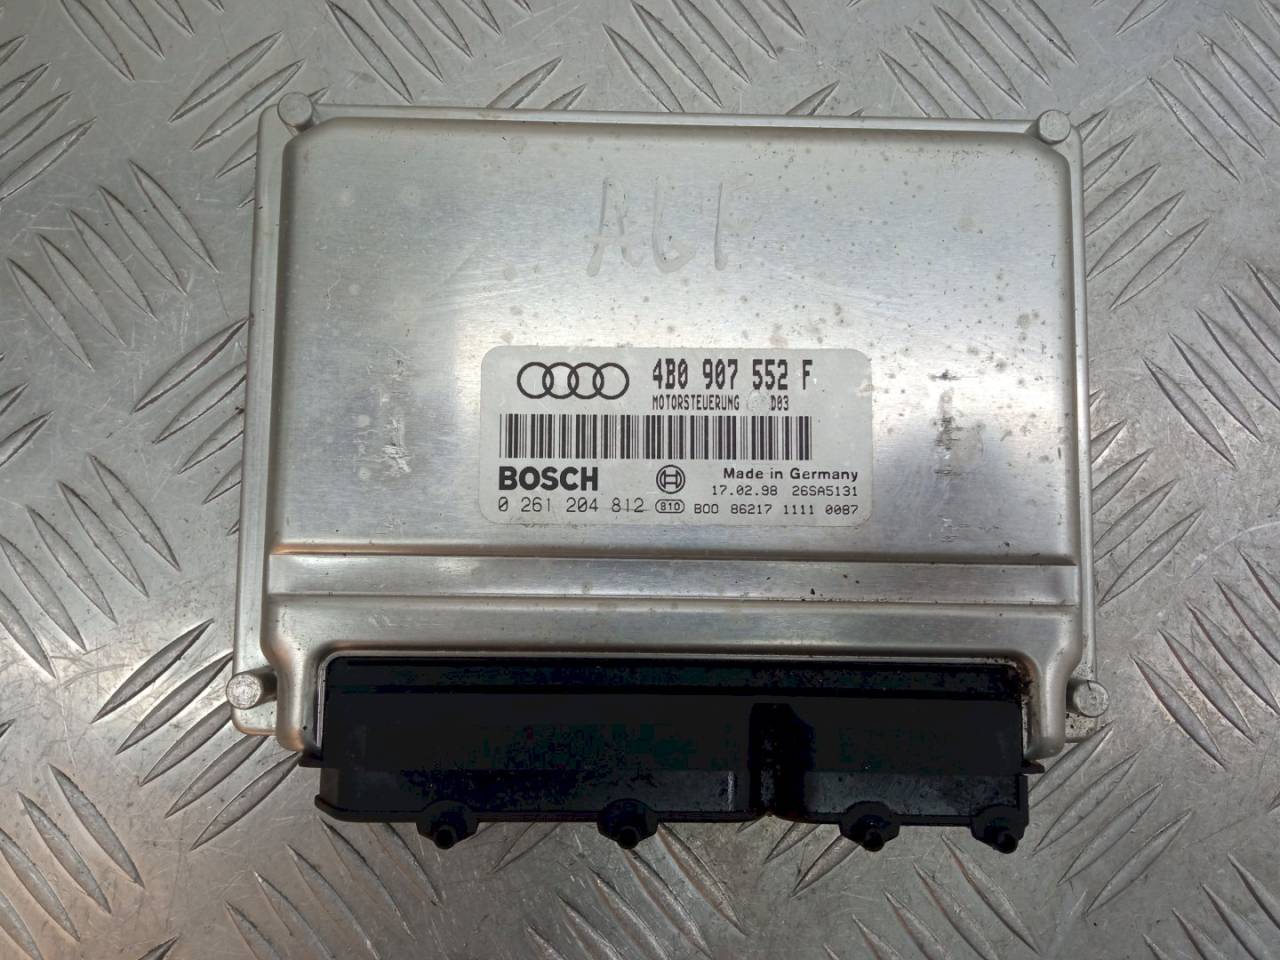 4B0 907 552 F
MOTORSTEUERUNG D03
BOSCH
Made in Germany
17.02.98 26SA5131
0 261 204 812 810 B00 86217 1111 0087